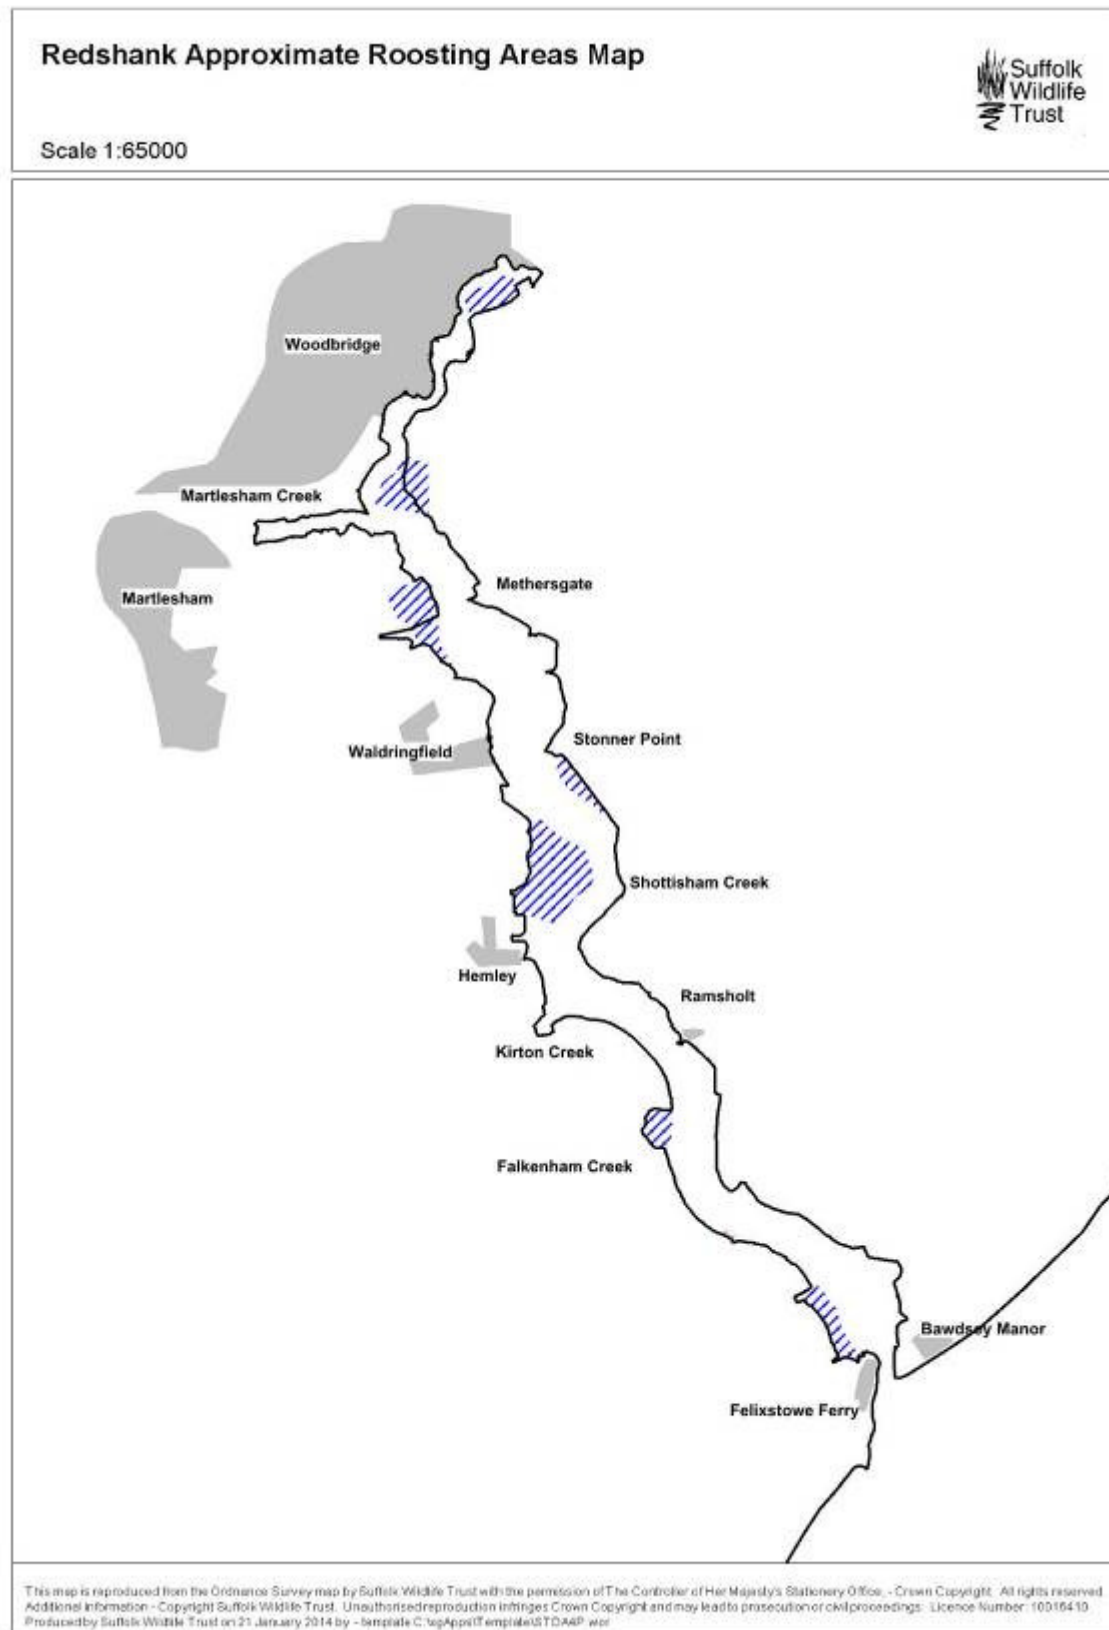 Redshank Approximate Roosting Areas Map
Suffolk
Wildlife
Trust
Scale 1:65000
Woodbridge
Martlesham Creek
Methersgate
Martlesham
Stonner Point
Waldringfield
Shottisham Creek
Hemley
Ramsholt
Kirton Creek
Falkenham Creek
Bawdsey Manor
Felixstowe Ferry
This map is reproduced from the Ordnance Survey map by Suffolk Wildlife Trust with the permission of The Controller of Her Majesty's Stationery Office, - Crown Copyright. All rights reserved.
Additional information - Copyright Suffolk Wildlife Trust. Unauthorised reproduction infringes Crown Copyright and may lead to prosecution or civil proceedings. Licence Number: 10016410
Produced by Suffolk Wildlife Trust on 21 January 2014 by - template